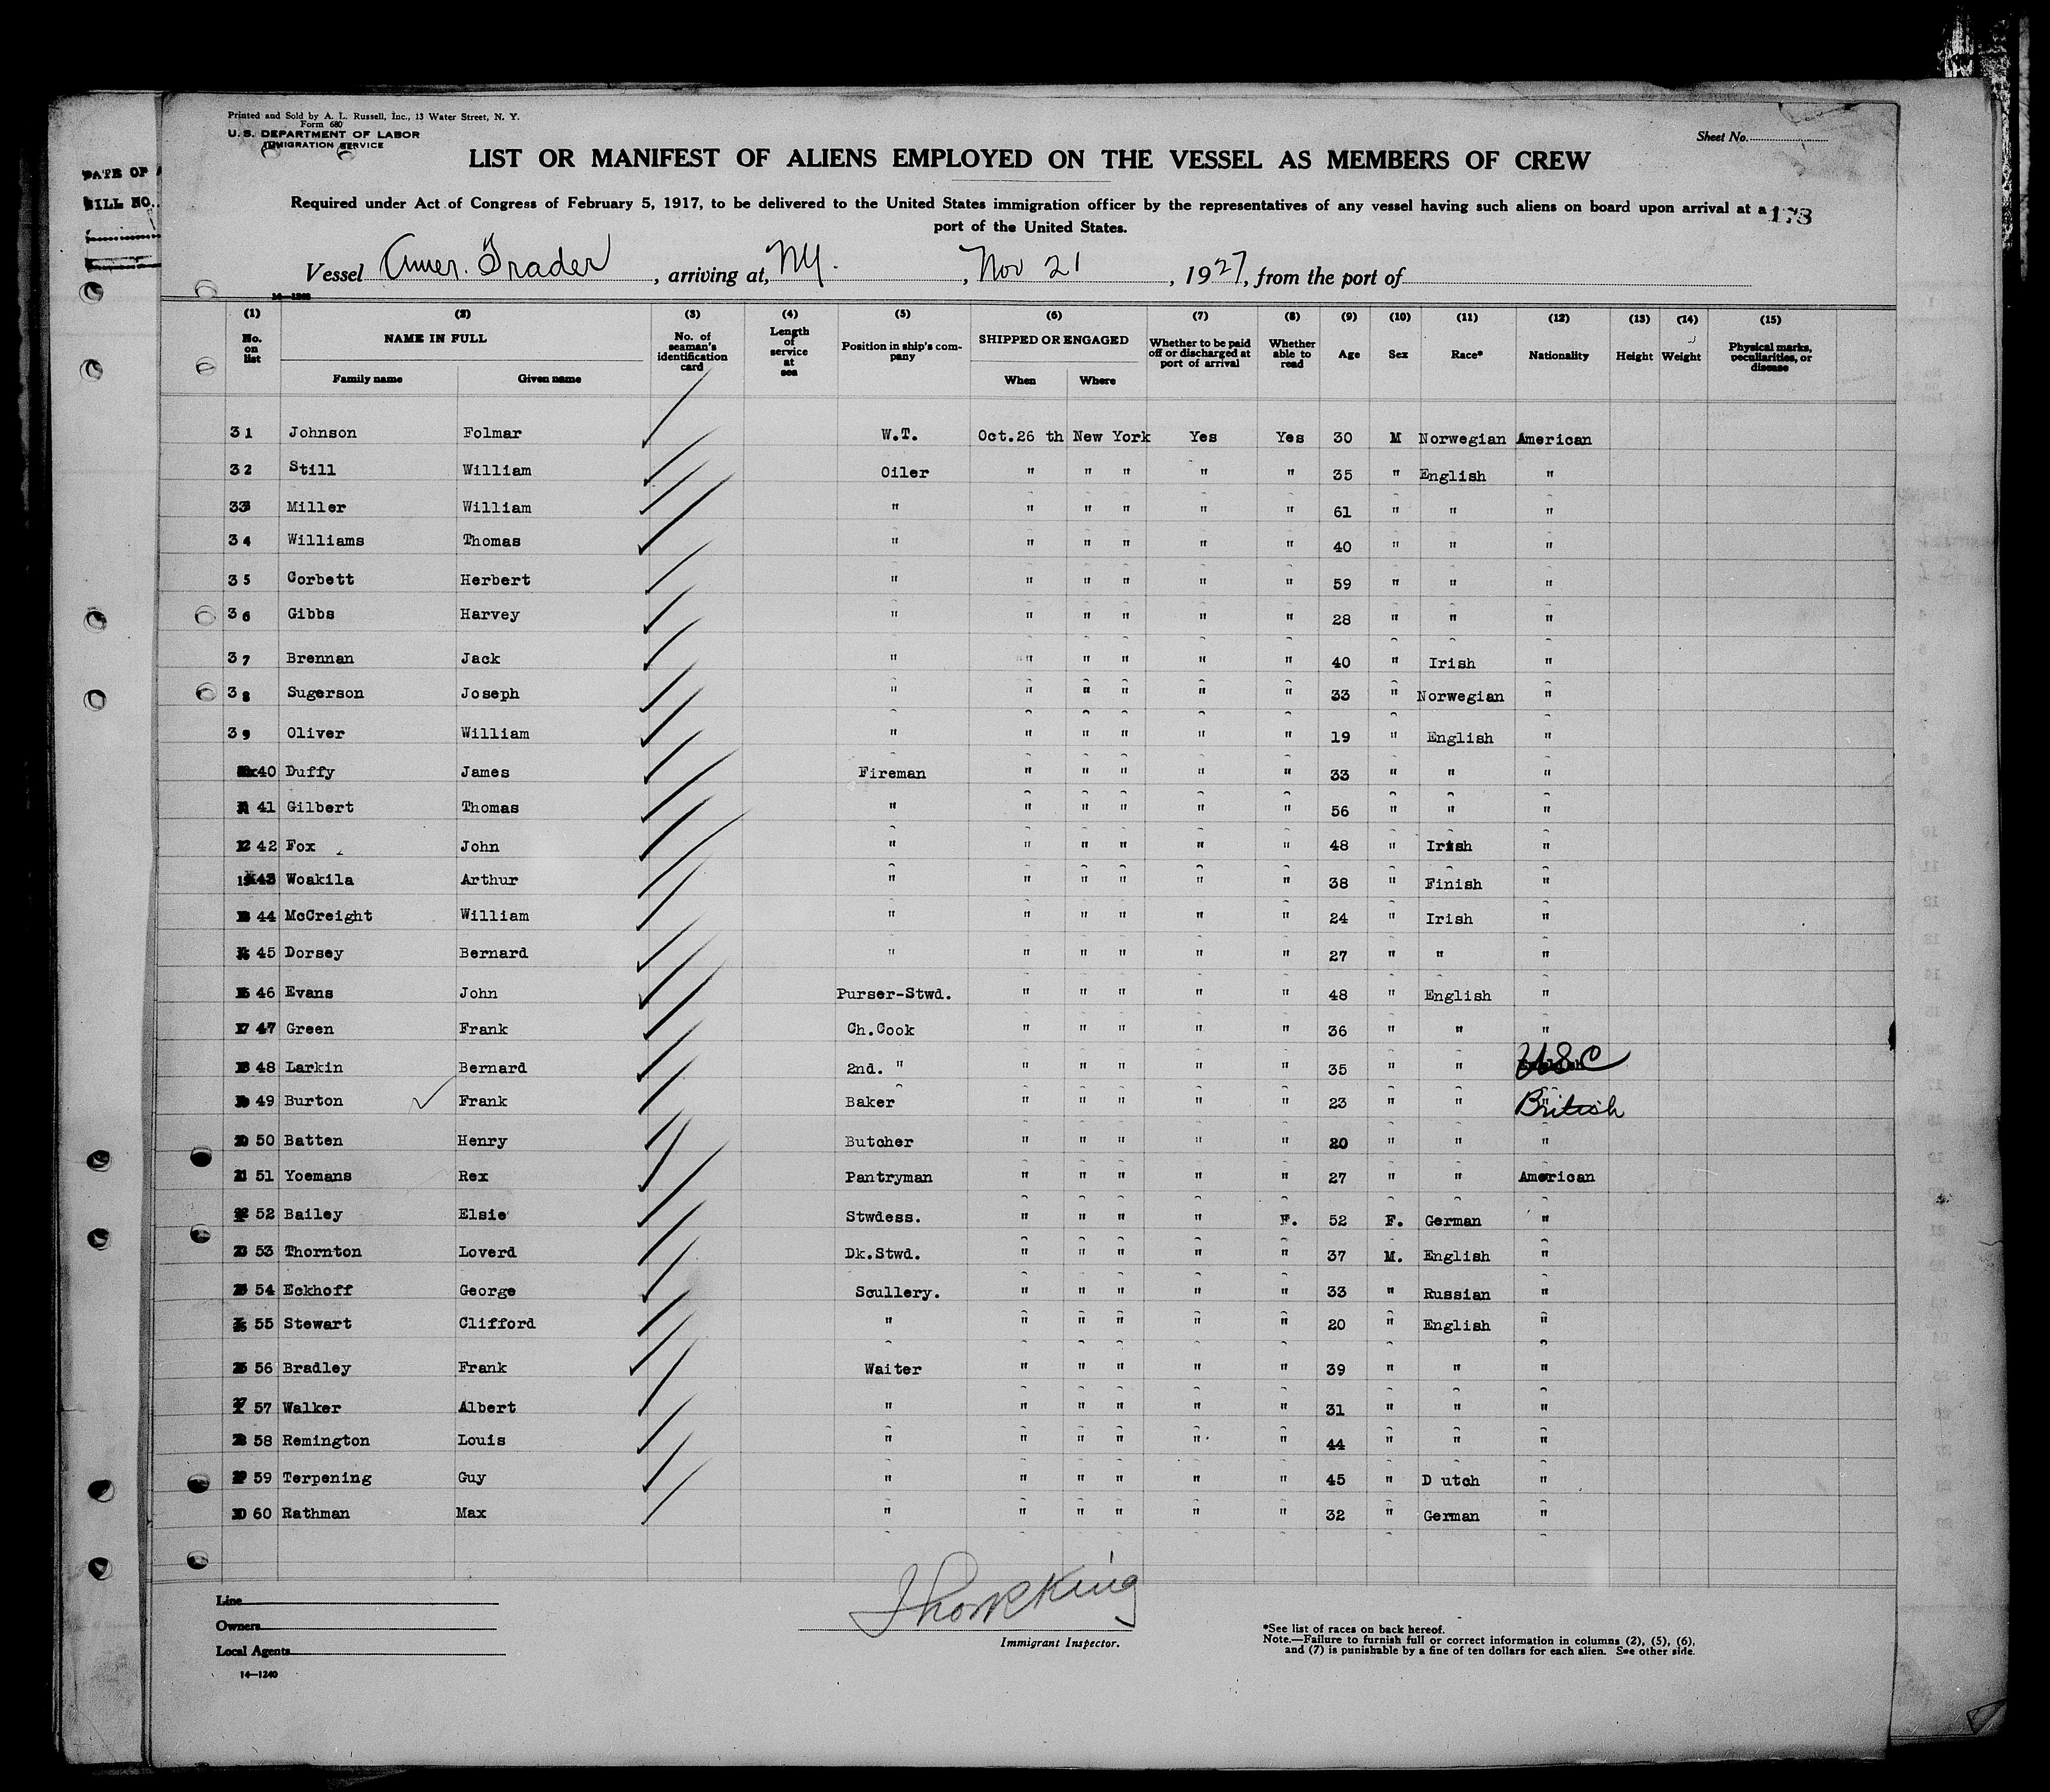 Printed and Sold by A. L. Russell, Inc., 13 Water Street, N. Y.
Form 680
U. S. DEPARTMENT OF LABOR
IMMIGRATION SERVICE
Sheet No.
DATE OF
BILL NO.
LIST OR MANIFEST OF ALIENS EMPLOYED ON THE VESSEL AS MEMBERS OF CREW
Required under Act of Congress of February 5, 1917, to be delivered to the United States immigration officer by the representatives of any vessel having such aliens on board upon arrival at a
port of the United States.
173
Vessel Amer. Trader, arriving at, NY., Nov 21, 1927, from the port of
(1) (2) (3) (4) (5) (6) (7) (8) (9) (10) (11) (12) (13) (14) (15)
No. on list NAME IN FULL Family name Given name No. of seaman's identification card Length of service at sea Position in ship's company SHIPPED OR ENGAGED When Where Whether to be paid off or discharged at port of arrival Whether able to read Age Sex Race* Nationality Height Weight Physical marks, peculiarities, or disease
31 Johnson Folmar W.T. Oct.26 th New York Yes Yes 30 M Norwegian American
32 Still William Oiler " " " " " 35 " English "
33 Miller William " " " " " " 61 " " "
34 Williams Thomas " " " " " " 40 " " "
35 Corbett Herbert " " " " " " 59 " " "
36 Gibbs Harvey " " " " " " 28 " " "
37 Brennan Jack " " " " " " 40 " Irish "
38 Sugerson Joseph " " " " " " 33 " Norwegian "
39 Oliver William " " " " " " 19 " English "
40 Duffy James Fireman " " " " " 33 " " "
41 Gilbert Thomas " " " " " " 56 " " "
42 Fox John " " " " " " 48 " Irish "
43 Woakila Arthur " " " " " " 38 " Finish "
44 McCreight William " " " " " " 24 " Irish "
45 Dorsey Bernard " " " " " " 27 " " "
46 Evans John Purser-Stwd. " " " " " 48 " English "
47 Green Frank Ch.Cook " " " " " 36 " " "
48 Larkin Bernard 2nd. " " " " " " 35 " " USC
49 Burton Frank Baker " " " " " 23 " " British
50 Batten Henry Butcher " " " " " 20 " " "
51 Yoemans Rex Pantryman " " " " " 27 " " American
52 Bailey Elsie Stwdess. " " " " F. 52 F. German "
53 Thornton Loverd Dk.Stwd. " " " " " 37 M. English "
54 Eckhoff George Scullery. " " " " " 33 " Russian "
55 Stewart Clifford " " " " " " 20 " English "
56 Bradley Frank Waiter " " " " " 39 " " "
57 Walker Albert " " " " " " 31 " " "
58 Remington Louis " " " " " " 44 " " "
59 Terpening Guy " " " " " " 45 " D utch "
60 Rathman Max " " " " " " 32 " German "
Line
Owners
Local Agents
14—1240
Immigrant Inspector.
*See list of races on back hereof.
Note.—Failure to furnish full or correct information in columns (2), (5), (6),
and (7) is punishable by a fine of ten dollars for each alien. See other side.